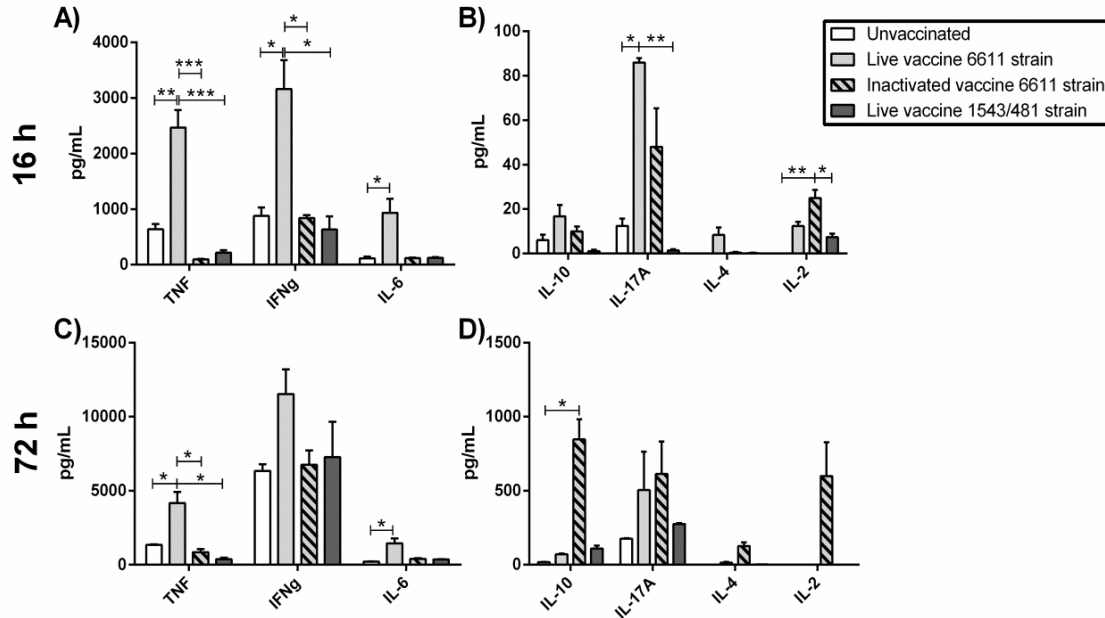 A)
B)
Unvaccinated
Live vaccine 6611 strain
Inactivated vaccine 6611 strain
Live vaccine 1543/481 strain
16 h
pg/mL
4000
3000
2000
1000
0
** *** ***
* * *
*
TNF
IFNg
IL-6
pg/mL
100
80
60
40
20
0
* **
** *
IL-10
IL-17A
IL-4
IL-2
C)
D)
72 h
pg/mL
15000
10000
5000
0
* * *
*
TNF
IFNg
IL-6
pg/mL
1500
1000
500
0
*
IL-10
IL-17A
IL-4
IL-2